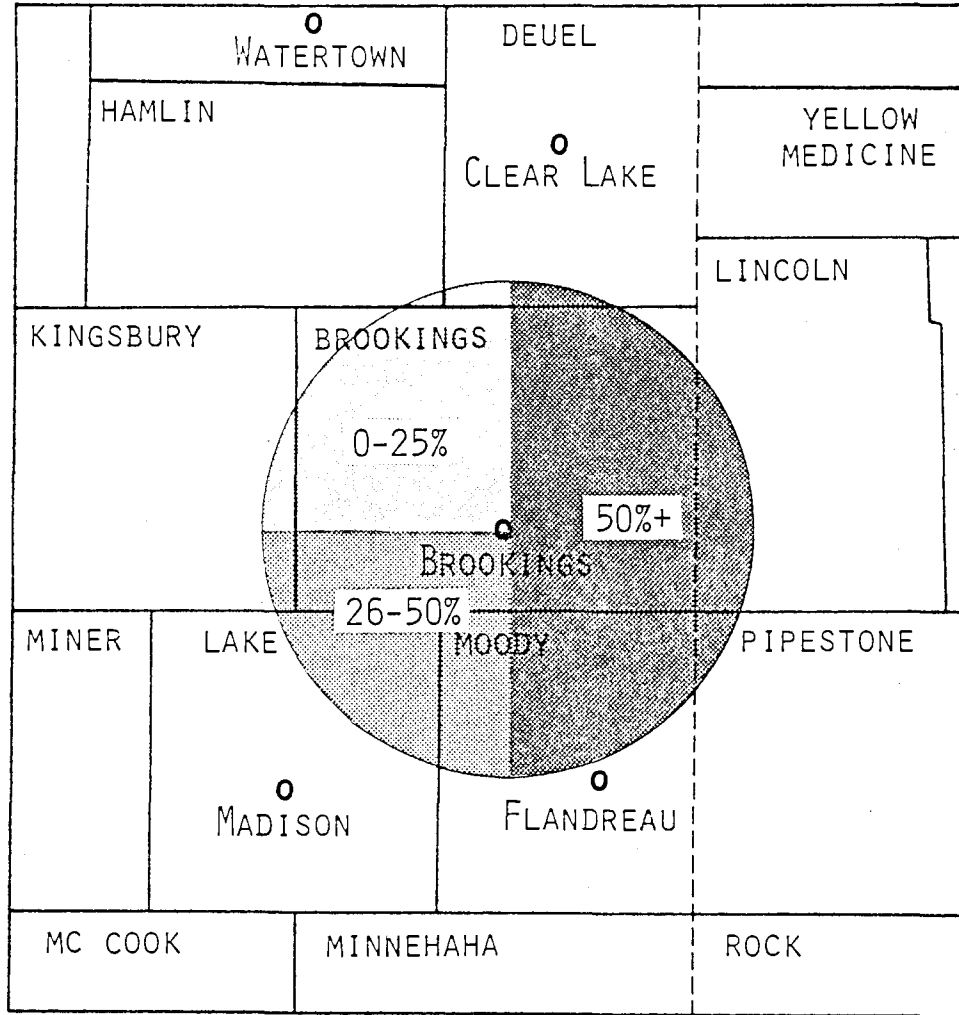 WATERTOWN
DEUEL
HAMLIN
CLEAR LAKE
YELLOW
MEDICINE
LINCOLN
KINGSBURY
BROOKINGS
0-25%
50%+
BROOKINGS
26-50%
MINER
LAKE
MOODY
PIPESTONE
MADISON
FLANDREAU
MC COOK
MINNEHAHA
ROCK